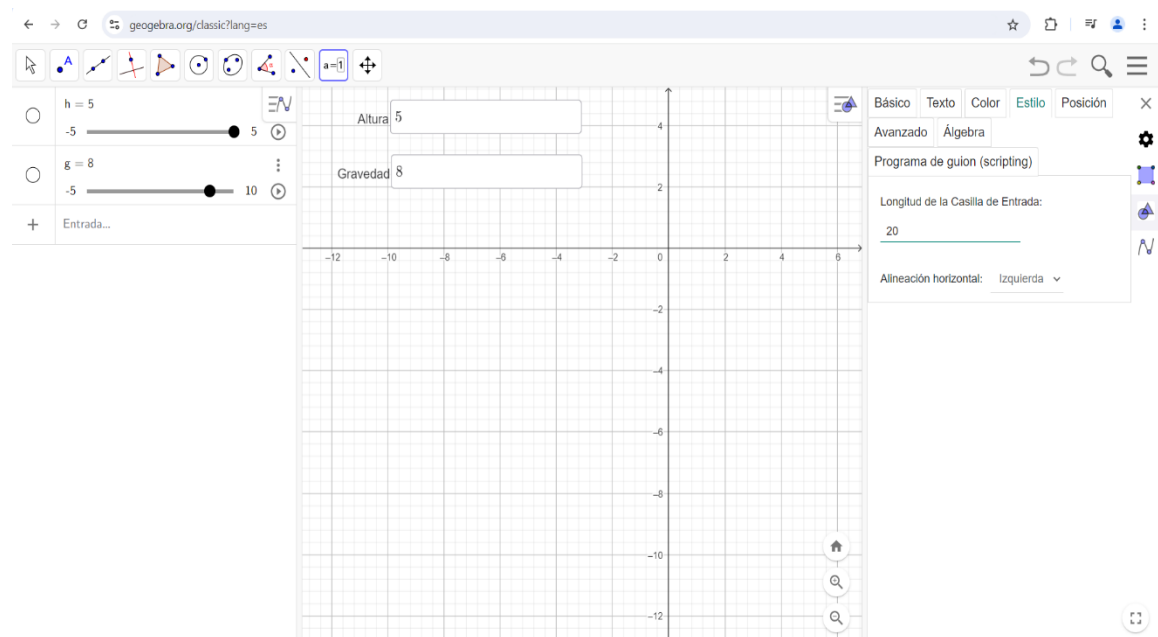 geogebra.org/classic?lang=es
A
α
a=1
h = 5
-5 5
g = 8
-5 10
+ Entrada...
Altura 5
Gravedad 8
4
2
-12 -10 -8 -6 -4 -2 0 2 4 6
-2
-4
-6
-8
-10
-12
Básico Texto Color Estilo Posición
Avanzado Álgebra
Programa de guion (scripting)
Longitud de la Casilla de Entrada:
20
Alineación horizontal: Izquierda